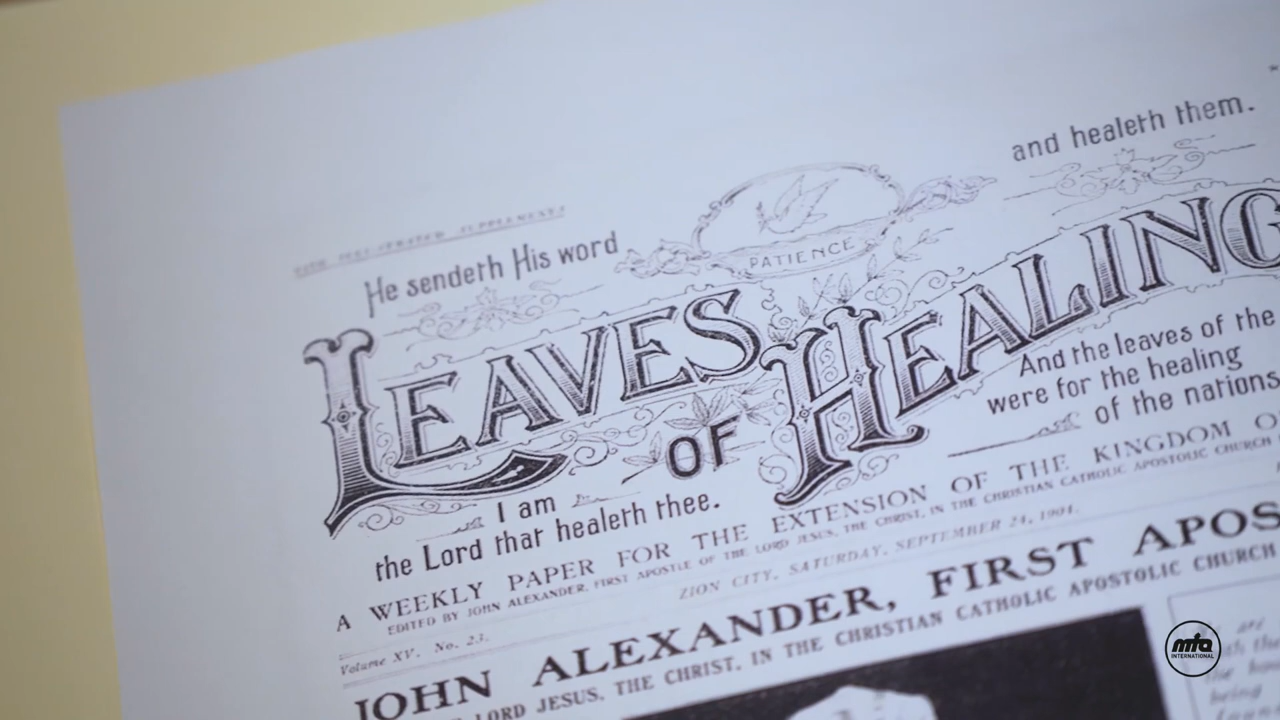 and healeth them.
He sendeth His word
PATIENCE
LEAVES OF HEALING
And the leaves of the
were for the healing
of the nations
I am
the Lord that healeth thee.
A WEEKLY PAPER FOR THE EXTENSION OF THE KINGDOM O
EDITED BY JOHN ALEXANDER, FIRST APOSTLE OF THE LORD JESUS, THE CHRIST, IN THE CHRISTIAN CATHOLIC APOSTOLIC CHURCH
Volume XV. No. 23.
ZION CITY, SATURDAY, SEPTEMBER 24, 1904.
JOHN ALEXANDER, FIRST APOS
LORD JESUS, THE CHRIST, IN THE CHRISTIAN CATHOLIC APOSTOLIC CHURCH
being
mta
INTERNATIONAL